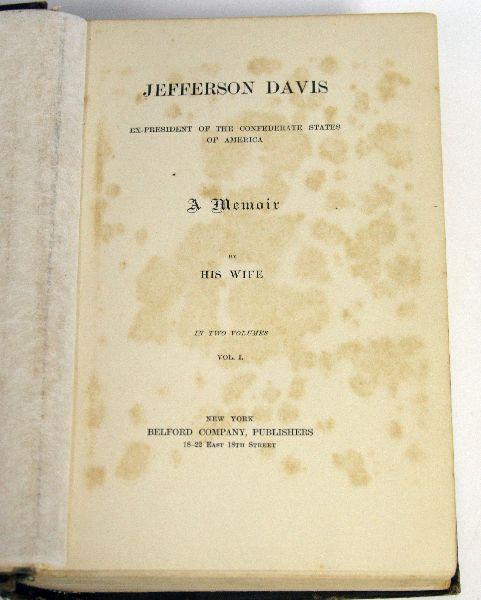 JEFFERSON DAVIS
EX-PRESIDENT OF THE CONFEDERATE STATES
OF AMERICA
A Memoir
BY
HIS WIFE
IN TWO VOLUMES
VOL. I.
NEW YORK
BELFORD COMPANY, PUBLISHERS
18-22 EAST 18TH STREET